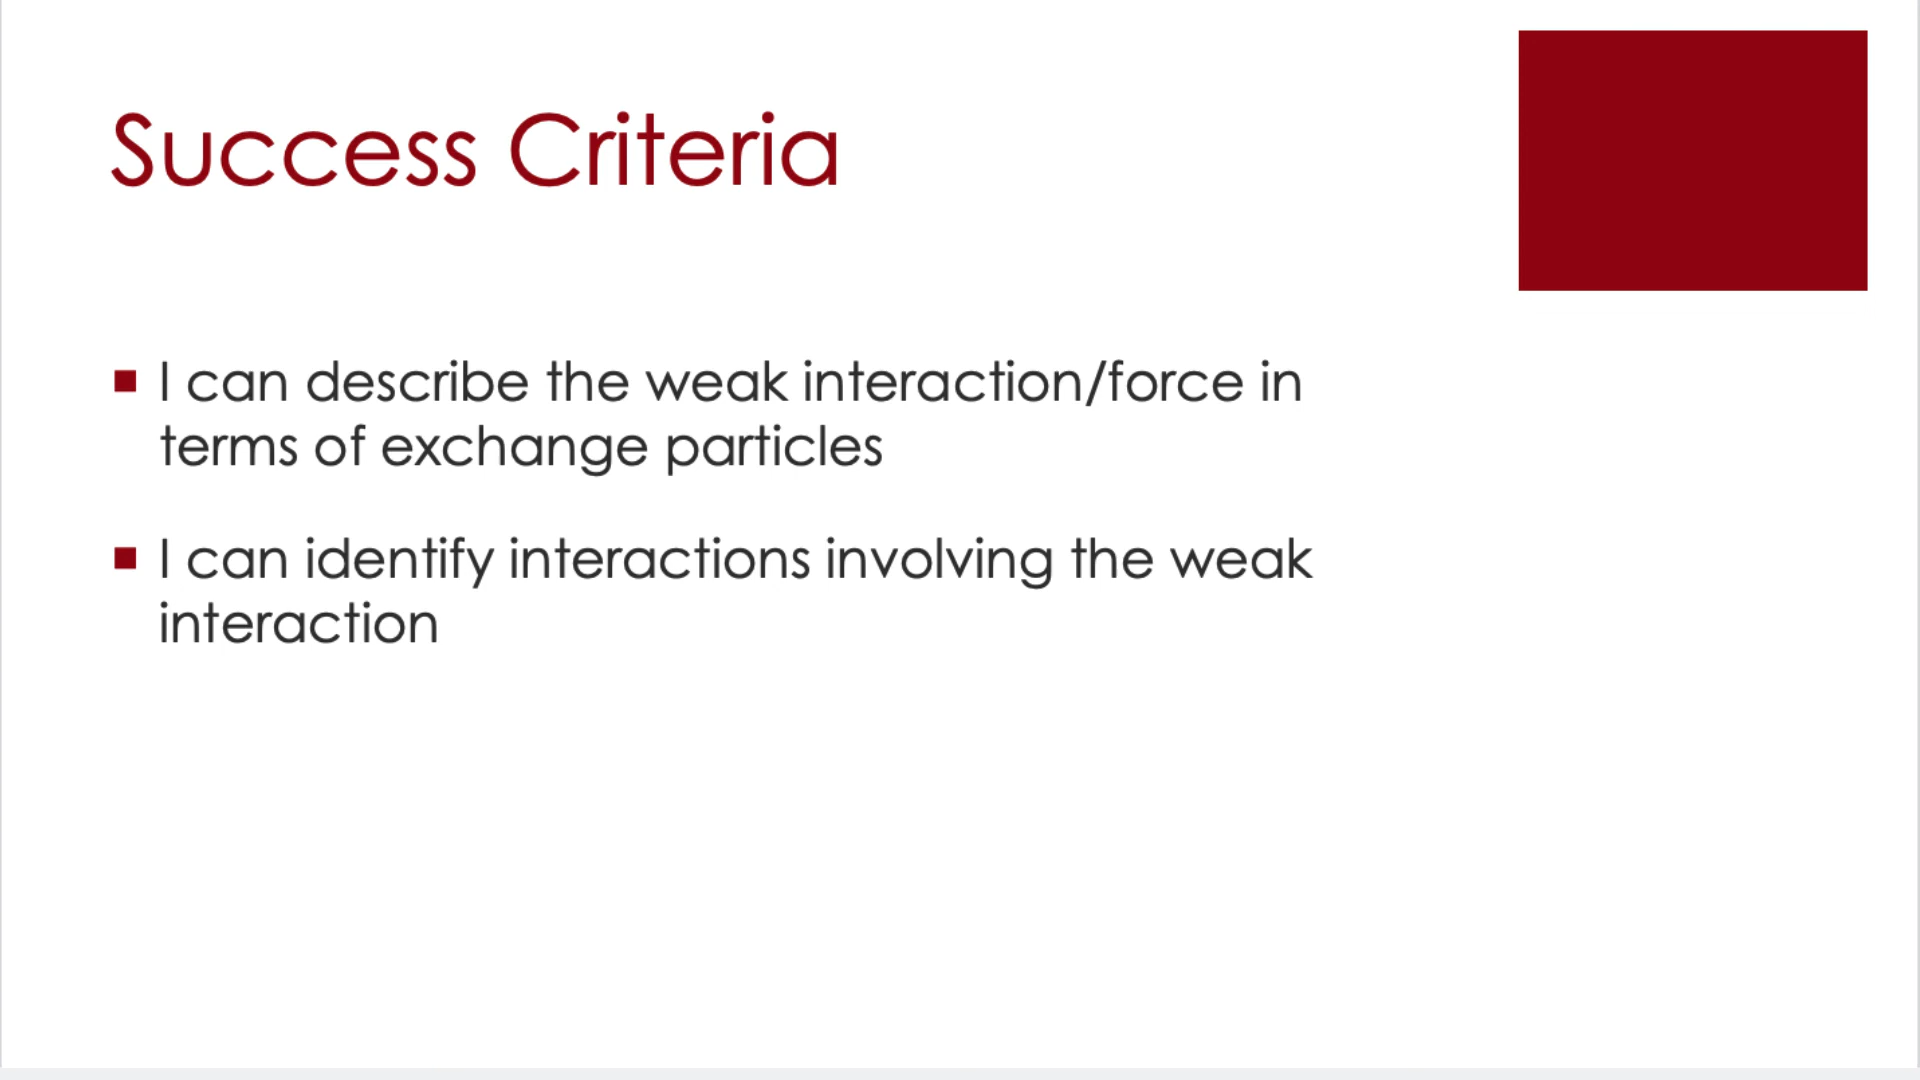 Success Criteria
I can describe the weak interaction/force in
terms of exchange particles
I can identify interactions involving the weak
interaction